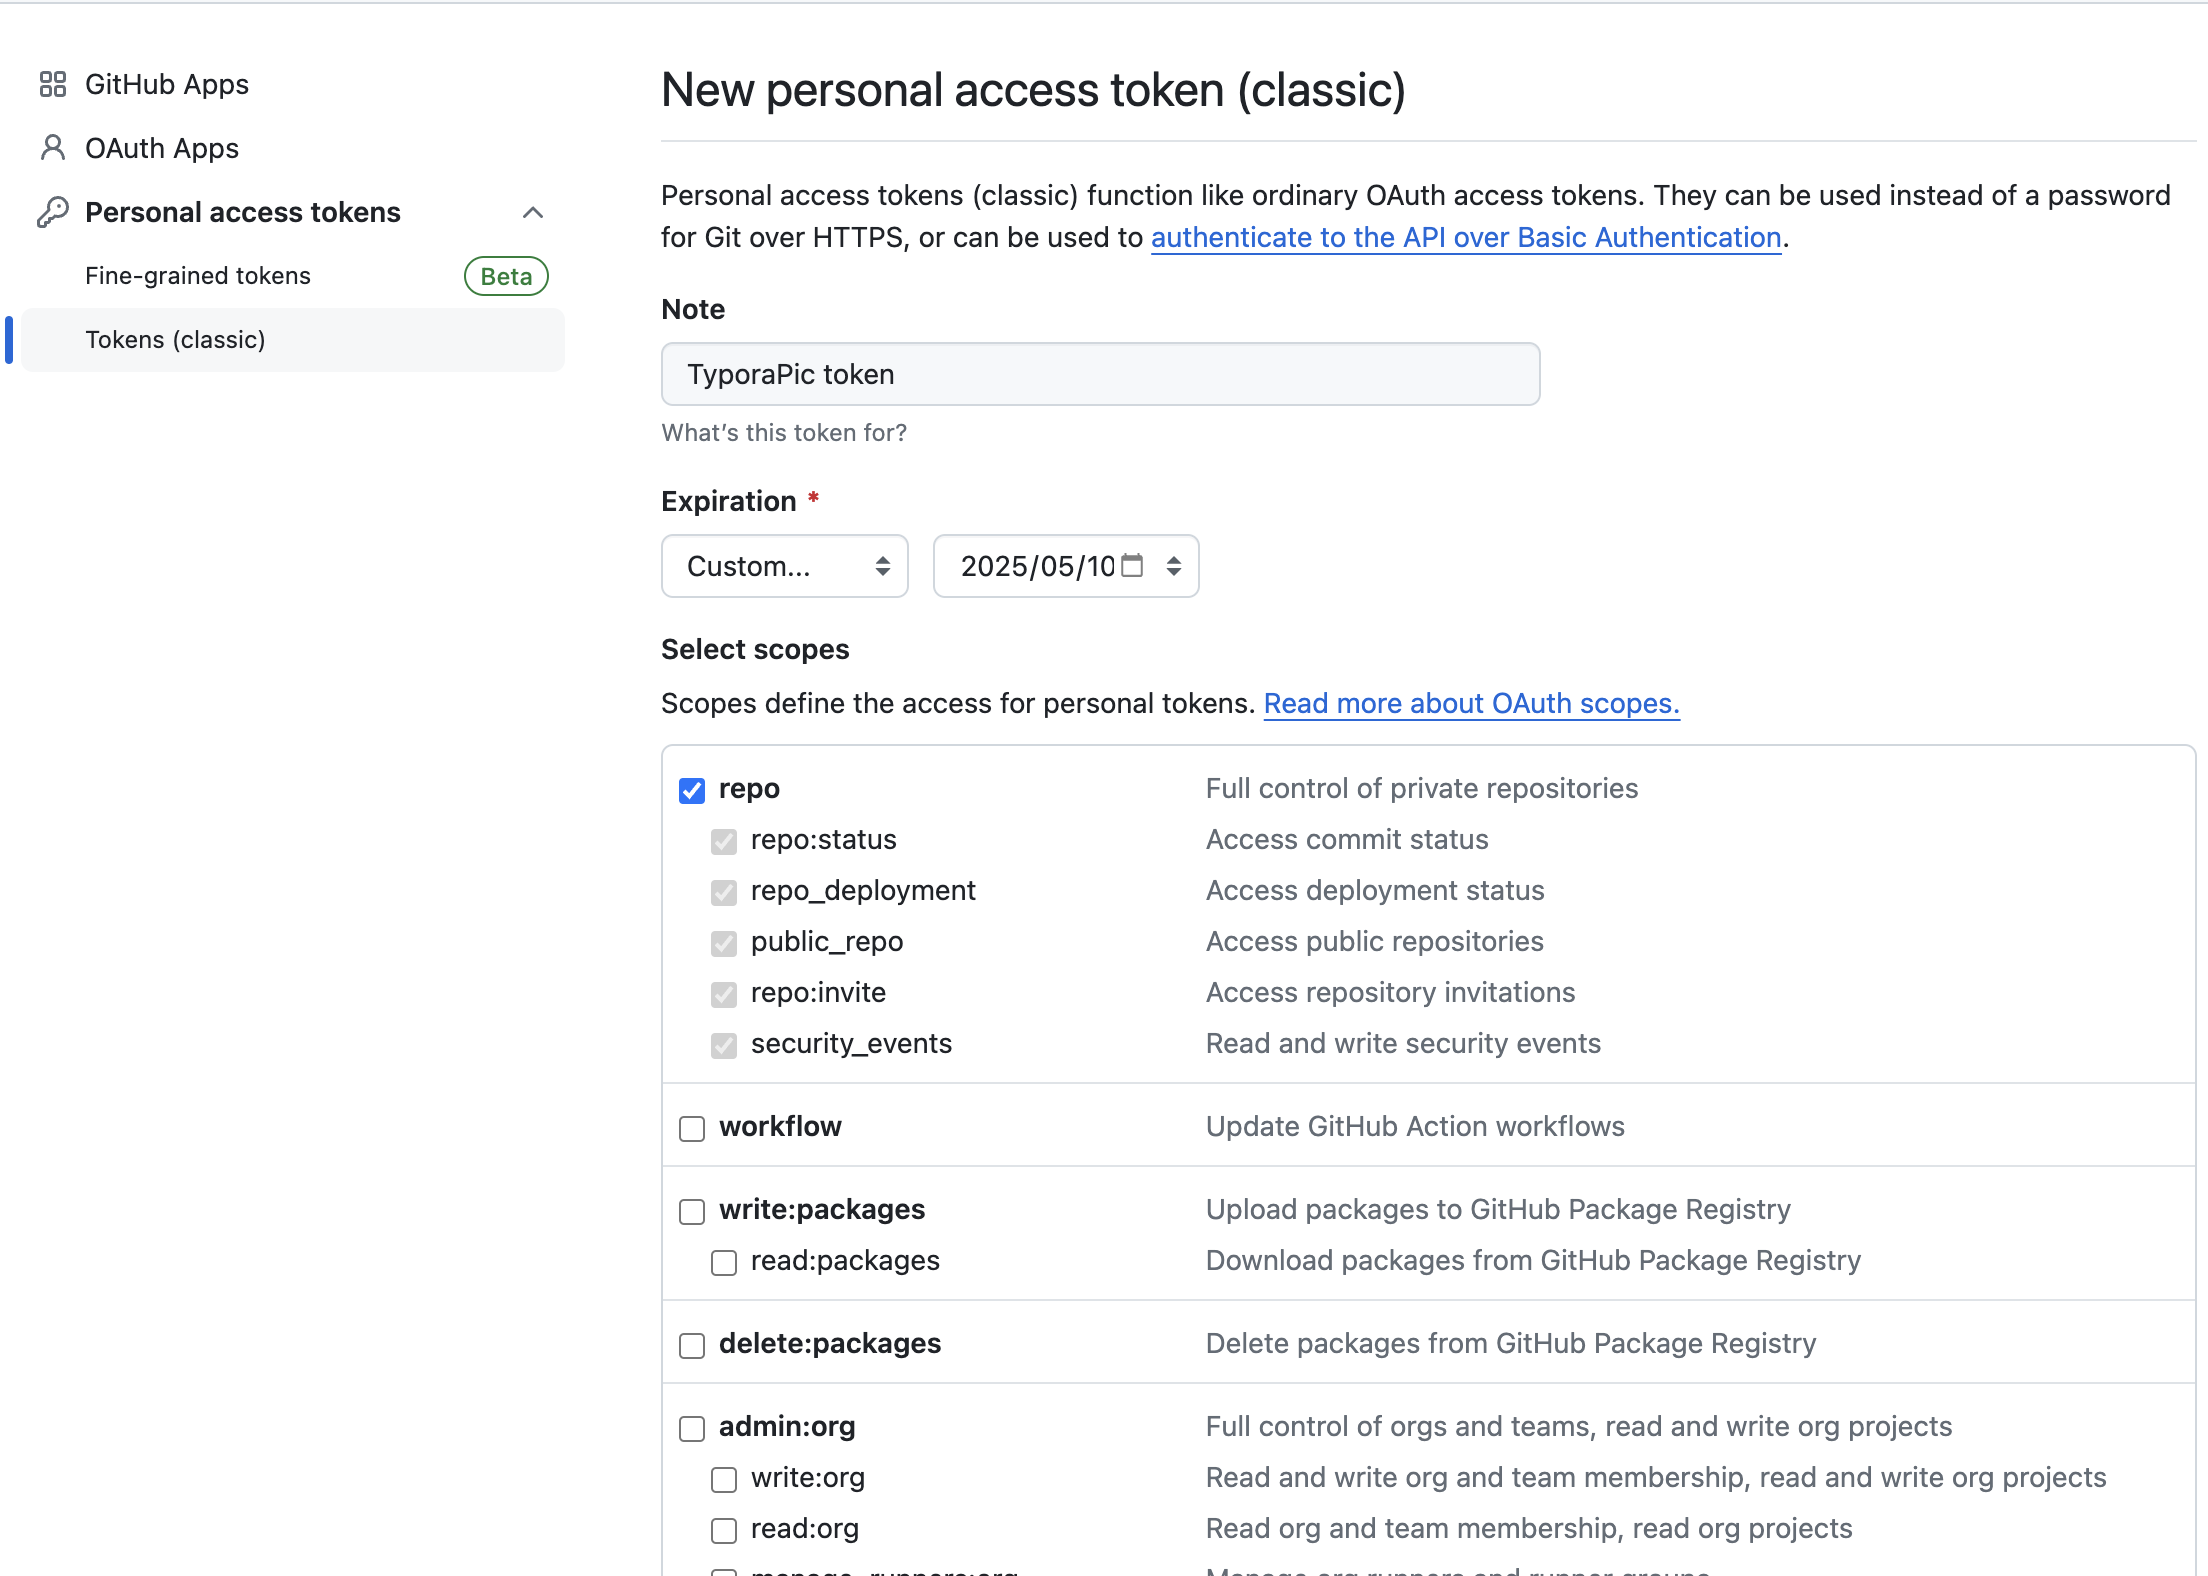 GitHub Apps
OAuth Apps
Personal access tokens
Fine-grained tokens Beta
Tokens (classic)
New personal access token (classic)
Personal access tokens (classic) function like ordinary OAuth access tokens. They can be used instead of a password
for Git over HTTPS, or can be used to authenticate to the API over Basic Authentication.
Note
TyporaPic token
What's this token for?
Expiration *
Custom... 2025/05/10
Select scopes
Scopes define the access for personal tokens. Read more about OAuth scopes.
repo Full control of private repositories
repo:status Access commit status
repo_deployment Access deployment status
public_repo Access public repositories
repo:invite Access repository invitations
security_events Read and write security events
workflow Update GitHub Action workflows
write:packages Upload packages to GitHub Package Registry
read:packages Download packages from GitHub Package Registry
delete:packages Delete packages from GitHub Package Registry
admin:org Full control of orgs and teams, read and write org projects
write:org Read and write org and team membership, read and write org projects
read:org Read org and team membership, read org projects
manage_runners:org Manage org runners and runner groups